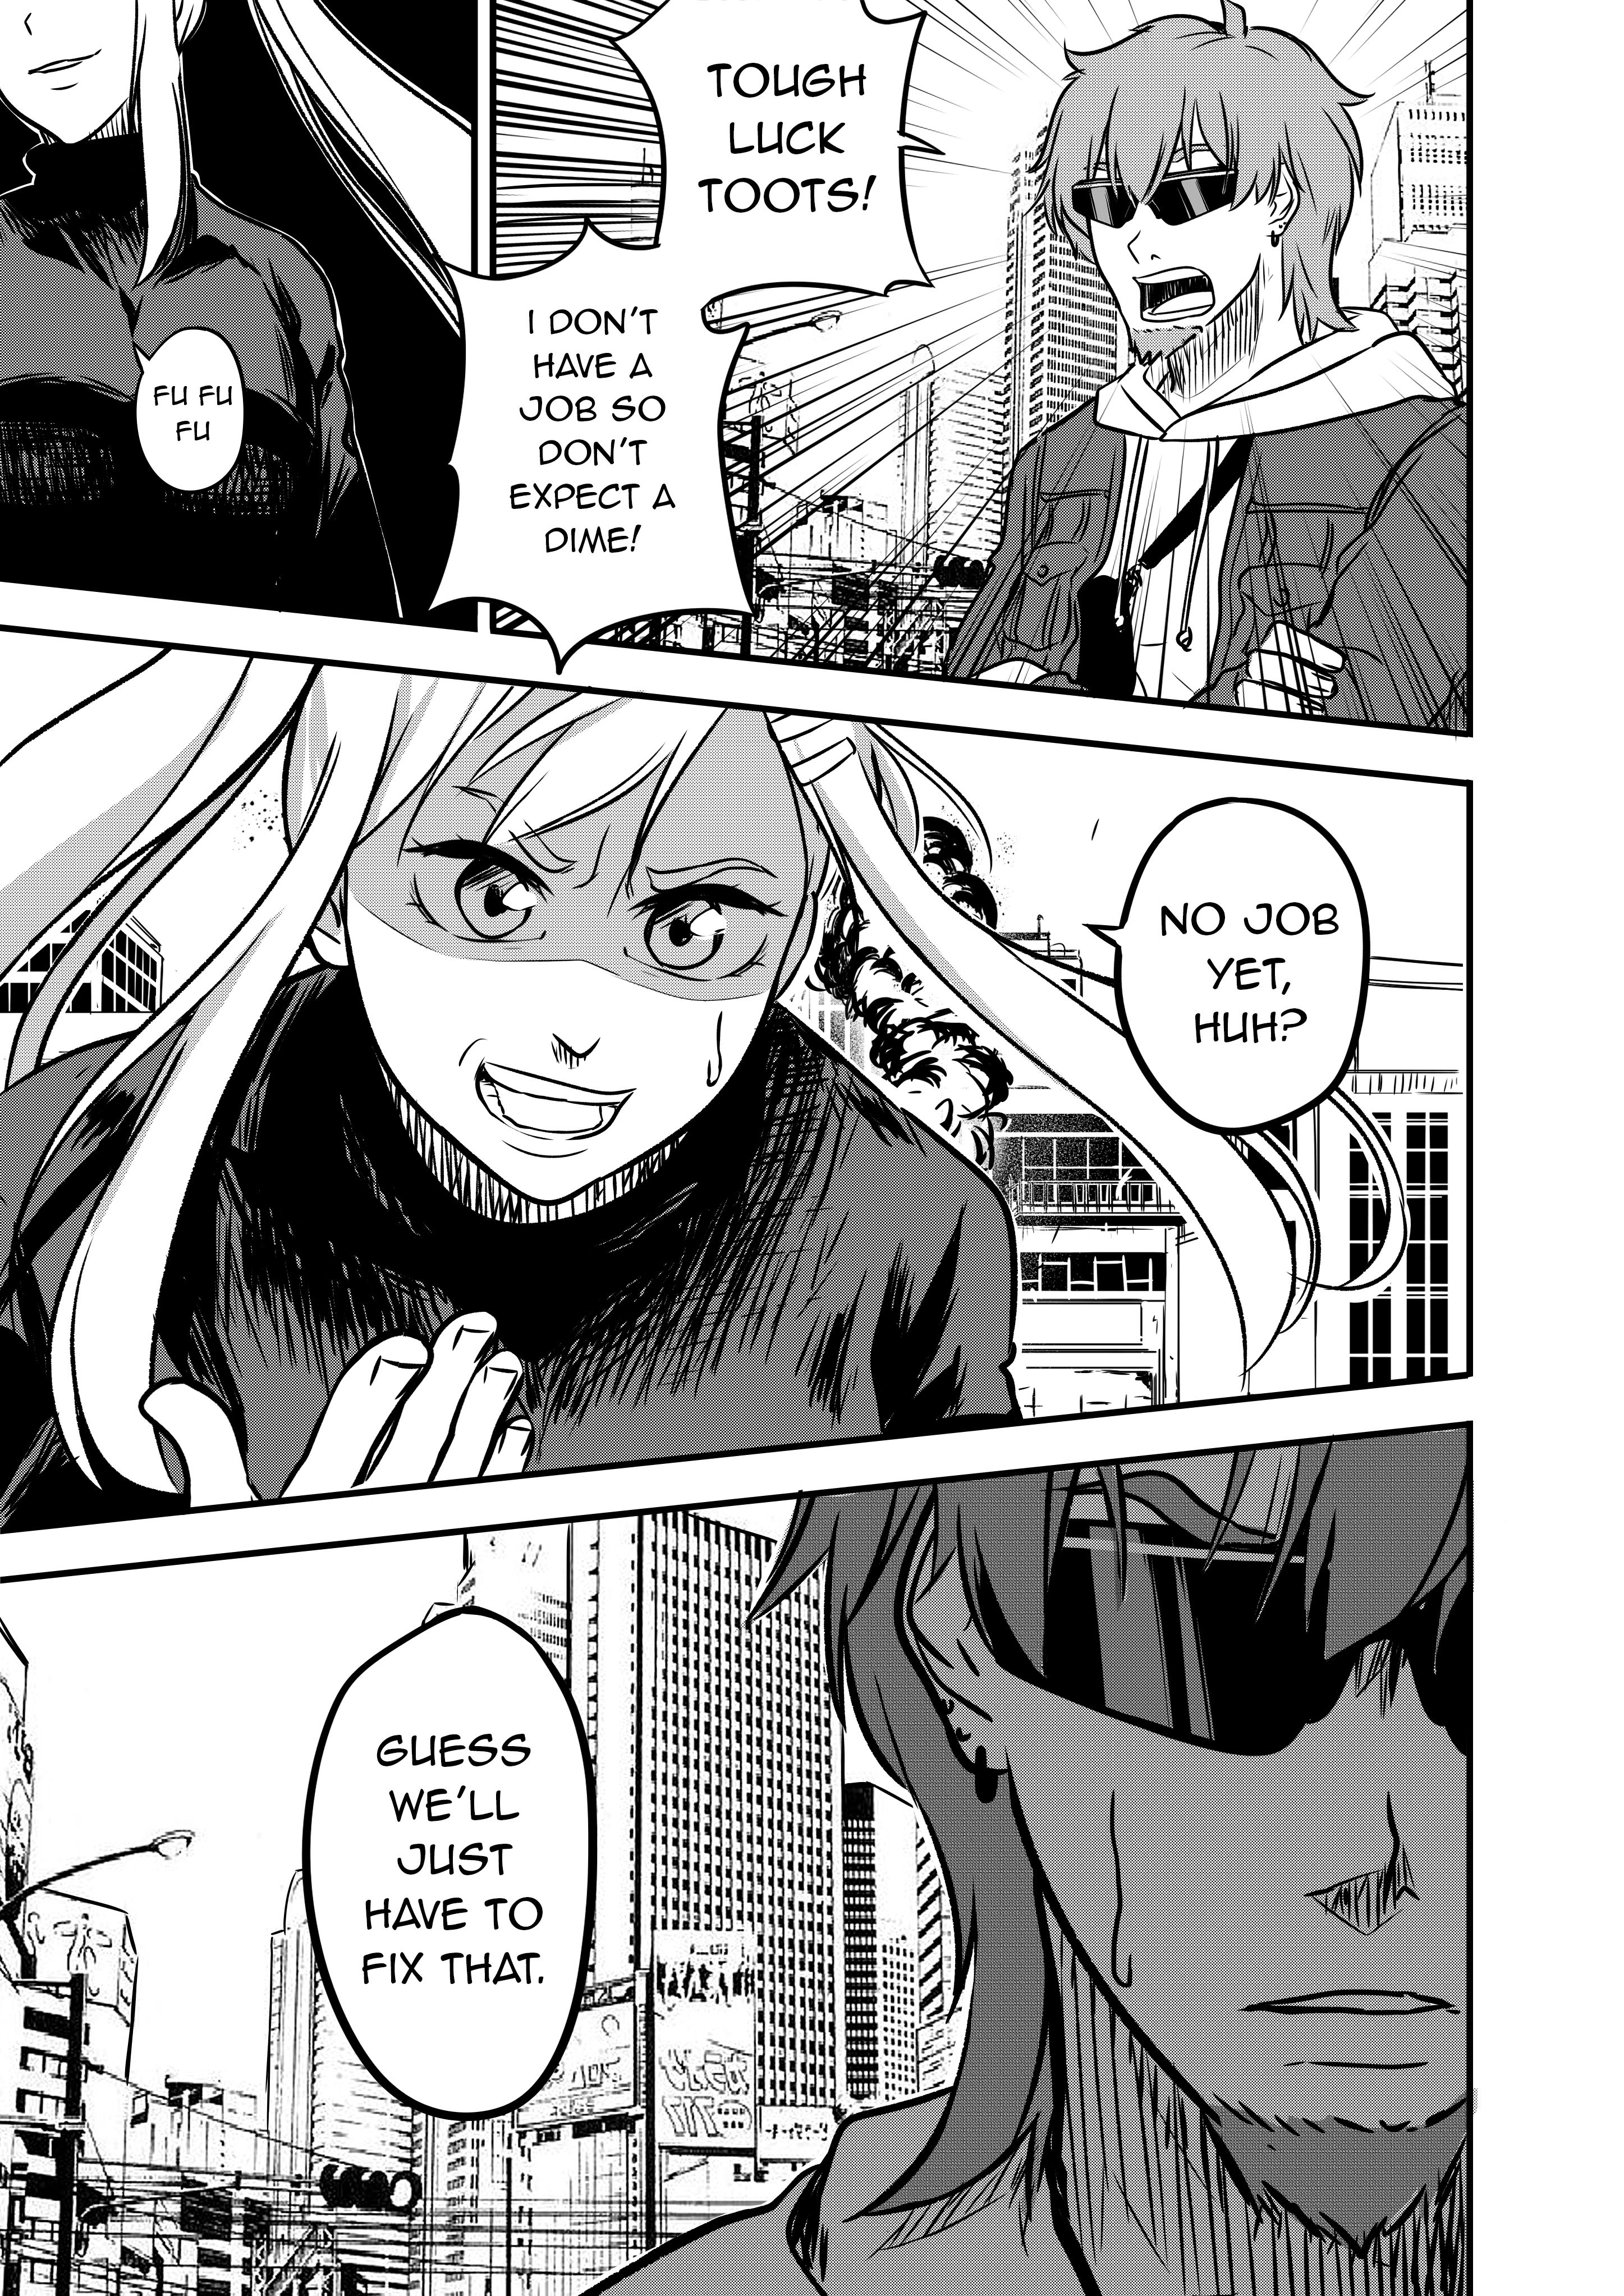 TOUGH
LUCK
TOOTS!
I DON'T
HAVE A
JOB SO
DON'T
EXPECT A
DIME!
FU FU
FU
NO JOB
YET,
HUH?
GUESS
WE'LL
JUST
HAVE TO
FIX THAT.